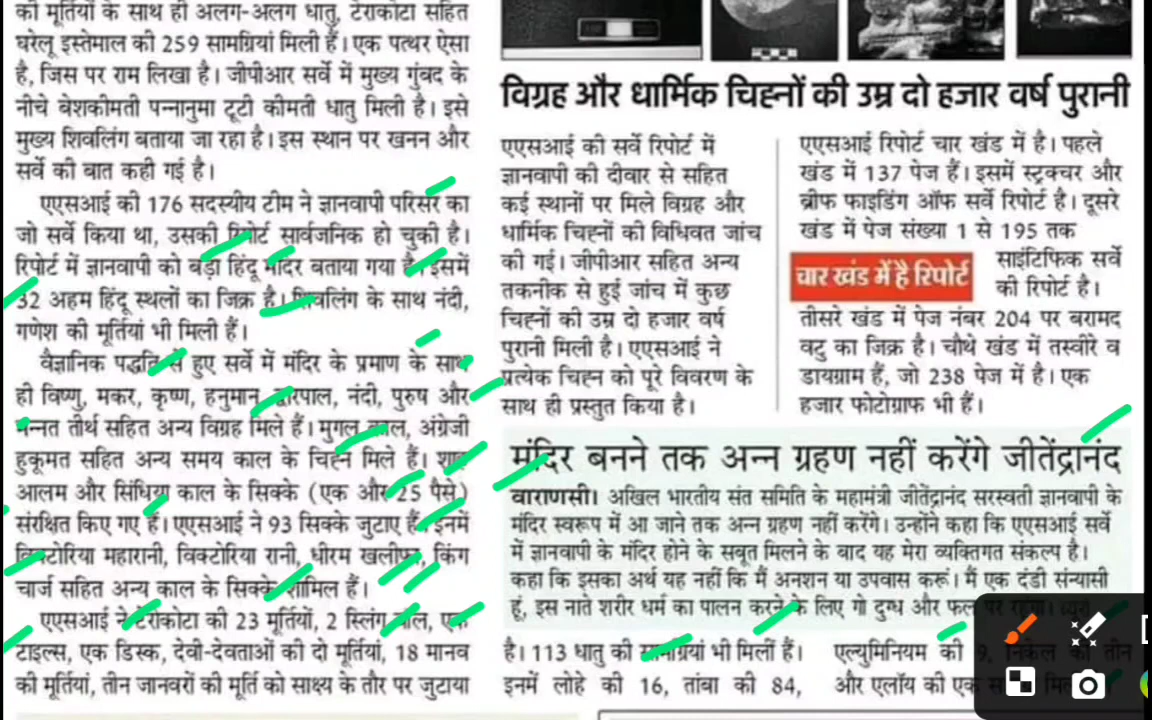 की मूर्तियों के साथ ही अलग-अलग धातु, टेराकोटा सहित
घरेलू इस्तेमाल की 259 सामग्रियां मिली हैं। एक पत्थर ऐसा
है, जिस पर राम लिखा है। जीपीआर सर्वे में मुख्य गुंबद के
नीचे बेशकीमती पन्नानुमा टूटी कीमती धातु मिली है। इसे
मुख्य शिवलिंग बताया जा रहा है। इस स्थान पर खनन और
सर्वे की बात कही गई है।
एएसआई की 176 सदस्यीय टीम ने ज्ञानवापी परिसर का
जो सर्वे किया था, उसकी रिपोर्ट सार्वजनिक हो चुकी है।
रिपोर्ट में ज्ञानवापी को बड़ा हिंदू मंदिर बताया गया है। इसमें
32 अहम हिंदू स्थलों का जिक्र है। शिवलिंग के साथ नंदी,
गणेश की मूर्तियां भी मिली हैं।
वैज्ञानिक पद्धति से हुए सर्वे में मंदिर के प्रमाण के साथ
ही विष्णु, मकर, कृष्ण, हनुमान, द्वारपाल, नंदी, पुरुष और
मन्नत तीर्थ सहित अन्य विग्रह मिले हैं। मुगल काल, अंग्रेजी
हुकूमत सहित अन्य समय काल के चिह्न मिले हैं। शाह
आलम और सिंधिया काल के सिक्के (एक और 25 पैसे)
संरक्षित किए गए हैं। एएसआई ने 93 सिक्के जुटाए हैं। इनमें
विक्टोरिया महारानी, विक्टोरिया रानी, धीरम खलीफा, किंग
चार्ज सहित अन्य काल के सिक्के शामिल हैं।
एएसआई ने टेराकोटा की 23 मूर्तियों, 2 स्लिंग बॉल, एक
टाइल्स, एक डिस्क, देवी-देवताओं की दो मूर्तियां, 18 मानव
की मूर्तियां, तीन जानवरों की मूर्ति को साक्ष्य के तौर पर जुटाया
विग्रह और धार्मिक चिह्नों की उम्र दो हजार वर्ष पुरानी
एएसआई की सर्वे रिपोर्ट में
ज्ञानवापी की दीवार से सहित
कई स्थानों पर मिले विग्रह और
धार्मिक चिह्नों की विधिवत जांच
की गई। जीपीआर सहित अन्य
तकनीक से हुई जांच में कुछ
चिह्नों की उम्र दो हजार वर्ष
पुरानी मिली है। एएसआई ने
प्रत्येक चिह्न को पूरे विवरण के
साथ ही प्रस्तुत किया है।
एएसआई रिपोर्ट चार खंड में है। पहले
खंड में 137 पेज हैं। इसमें स्ट्रक्चर और
ब्रीफ फाइडिंग ऑफ सर्वे रिपोर्ट है। दूसरे
खंड में पेज संख्या 1 से 195 तक
चार खंड में है रिपोर्ट
साइंटिफिक सर्वे
की रिपोर्ट है।
तीसरे खंड में पेज नंबर 204 पर बरामद
वटु का जिक्र है। चौथे खंड में तस्वीरे व
डायग्राम हैं, जो 238 पेज में है। एक
हजार फोटोग्राफ भी हैं।
मंदिर बनने तक अन्न ग्रहण नहीं करेंगे जीतेंद्रानंद
वाराणसी। अखिल भारतीय संत समिति के महामंत्री जीतेंद्रानंद सरस्वती ज्ञानवापी के
मंदिर स्वरूप में आ जाने तक अन्न ग्रहण नहीं करेंगे। उन्होंने कहा कि एएसआई सर्वे
में ज्ञानवापी के मंदिर होने के सबूत मिलने के बाद यह मेरा व्यक्तिगत संकल्प है।
कहा कि इसका अर्थ यह नहीं कि मैं अनशन या उपवास करूं। मैं एक दंडी संन्यासी
हूं, इस नाते शरीर धर्म का पालन करने के लिए गो दुग्ध और फल पर रहूंगा।
है। 113 धातु की सामग्रियां भी मिलीं हैं।
इनमें लोहे की 16, तांबा की 84,
एल्युमिनियम की 9, निकेल की तीन
और एलॉय की एक